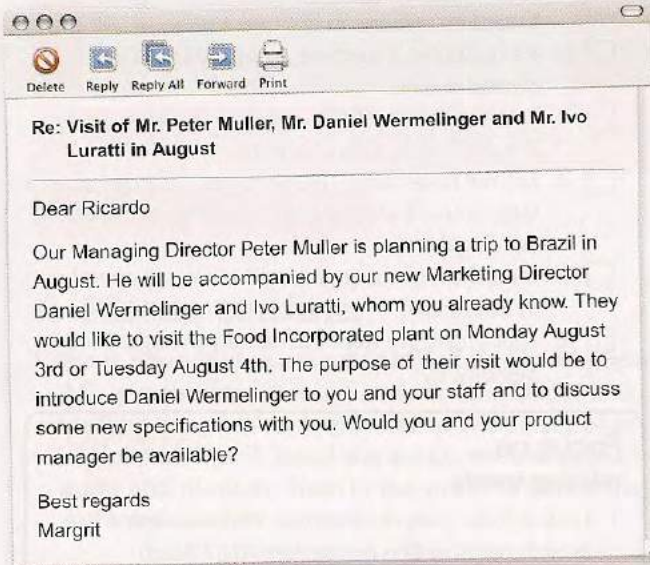 Delete Reply Reply All Forward Print
Re: Visit of Mr. Peter Muller, Mr. Daniel Wermelinger and Mr. Ivo
Luratti in August
Dear Ricardo
Our Managing Director Peter Muller is planning a trip to Brazil in
August. He will be accompanied by our new Marketing Director
Daniel Wermelinger and Ivo Luratti, whom you already know. They
would like to visit the Food Incorporated plant on Monday August
3rd or Tuesday August 4th. The purpose of their visit would be to
introduce Daniel Wermelinger to you and your staff and to discuss
some new specifications with you. Would you and your product
manager be available?
Best regards
Margrit